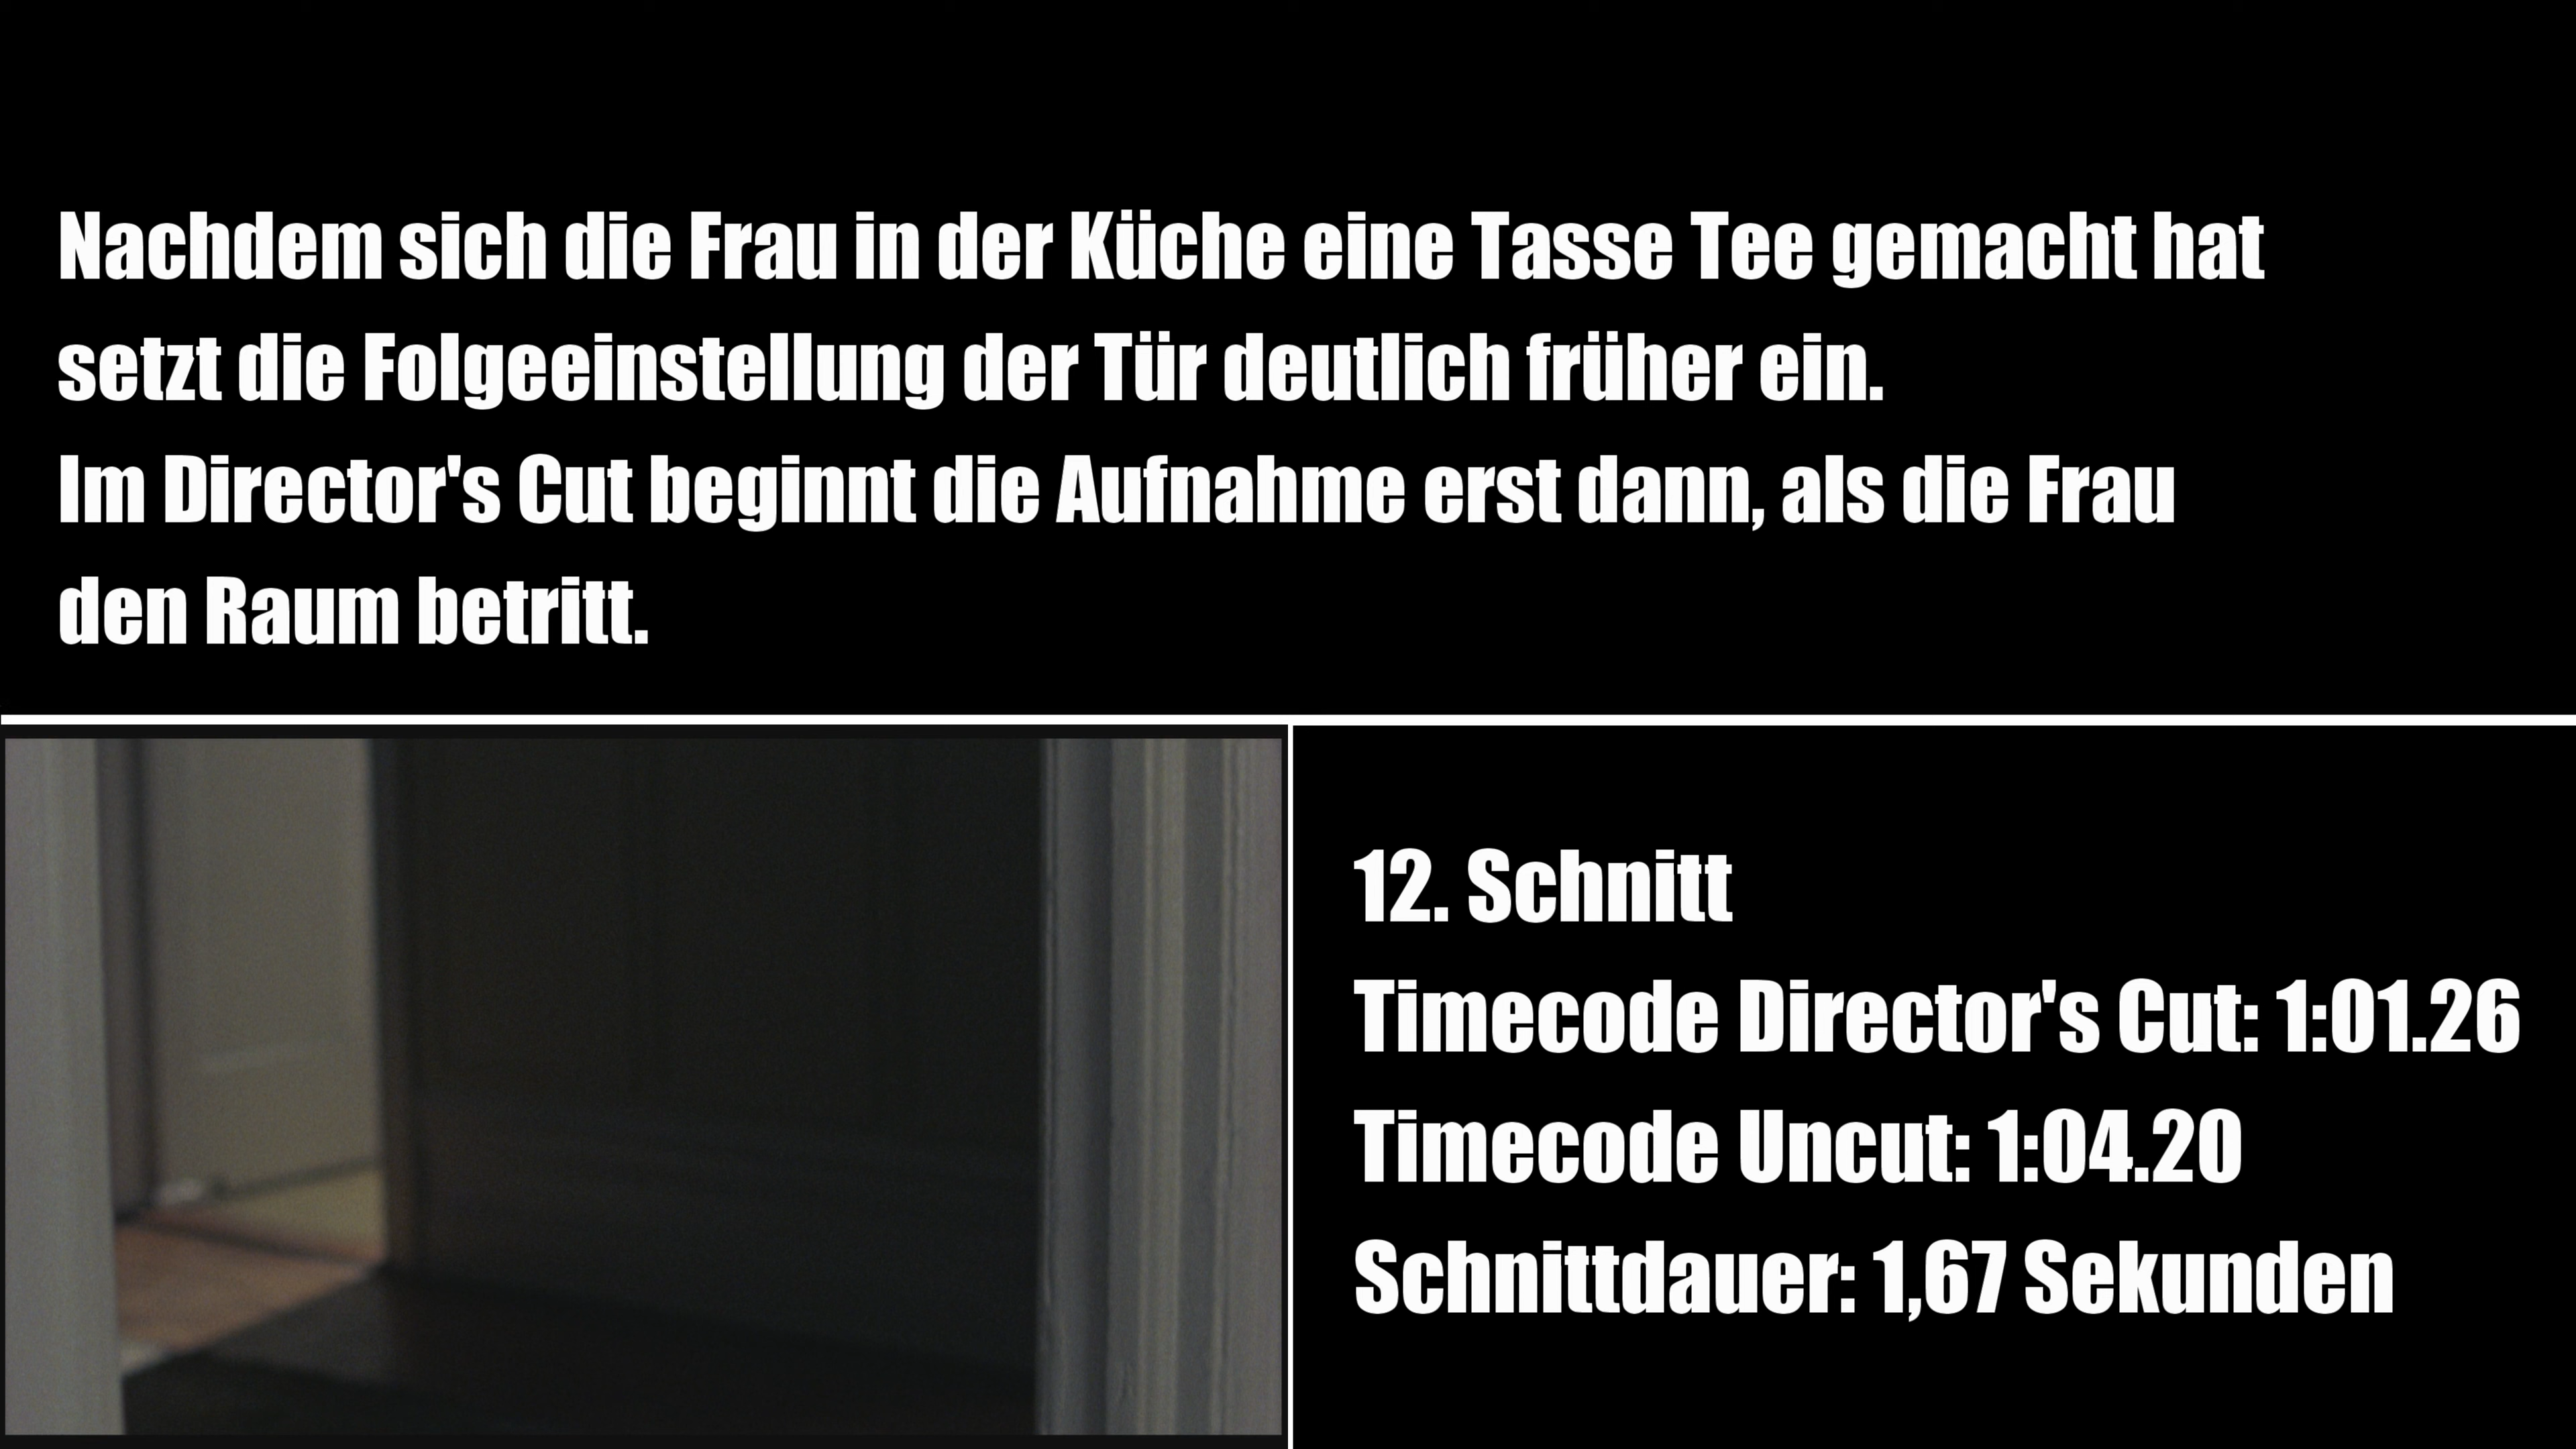 Nachdem sich die Frau in der Küche eine Tasse Tee gemacht hat
setzt die Folgeeinstellung der Tür deutlich früher ein.
Im Director's Cut beginnt die Aufnahme erst dann, als die Frau
den Raum betritt.
12. Schnitt
Timecode Director's Cut: 1:01.26
Timecode Uncut: 1:04.20
Schnittdauer: 1,67 Sekunden